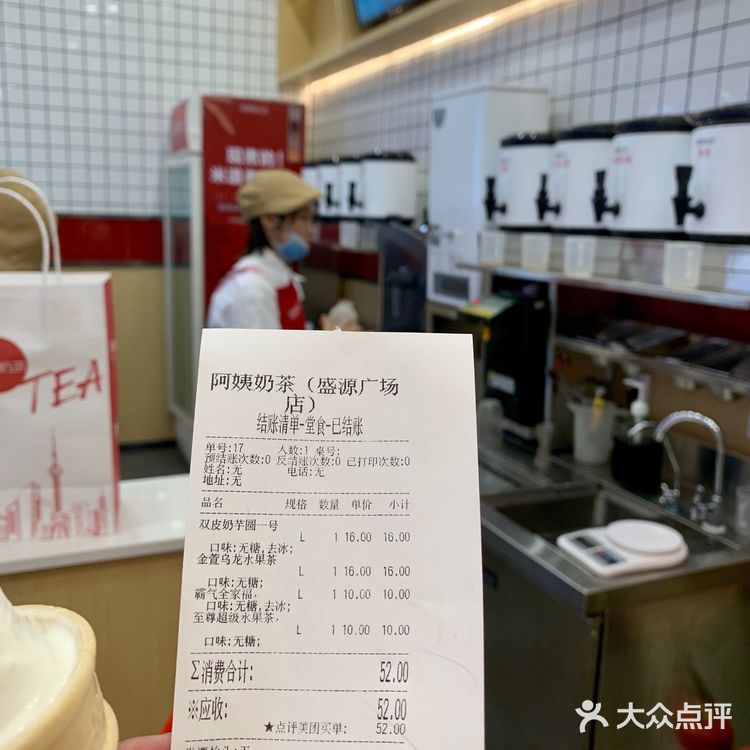 阿姨奶茶（盛源广场
店）
结账清单-堂食-已结账
单号:17 人数:1 桌号:
预结账次数:0 反结账次数:0 已打印次数:0
姓名:无 电话:无
地址:无
品名 规格 数量 单价 小计
双皮奶芋圆一号
L 1 16.00 16.00
口味:无糖,去冰;
金萱乌龙水果茶
L 1 16.00 16.00
口味:无糖;
霸气全家福,
L 1 10.00 10.00
口味:无糖,去冰;
至尊超级水果茶,
L 1 10.00 10.00
口味:无糖;
Σ消费合计: 52.00
※应收: 52.00
★点评美团买单: 52.00
发票抬头:无
TEA
大众点评